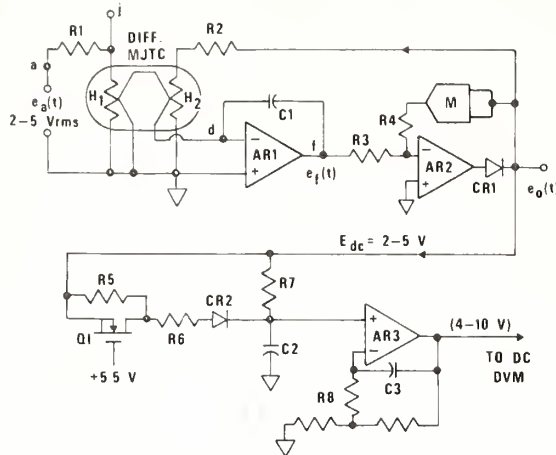 j
DIFF.
MJTC
R1
R2
a
H1
H2
ea(t)
2-5 Vrms
C1
d
M
R4
AR1
f
R3
ef(t)
AR2
CR1
eo(t)
Edc = 2-5 V
R5
R7
CR2
Q1
R6
+5 5 V
C2
AR3
(4-10 V)
TO DC
DVM
C3
R8